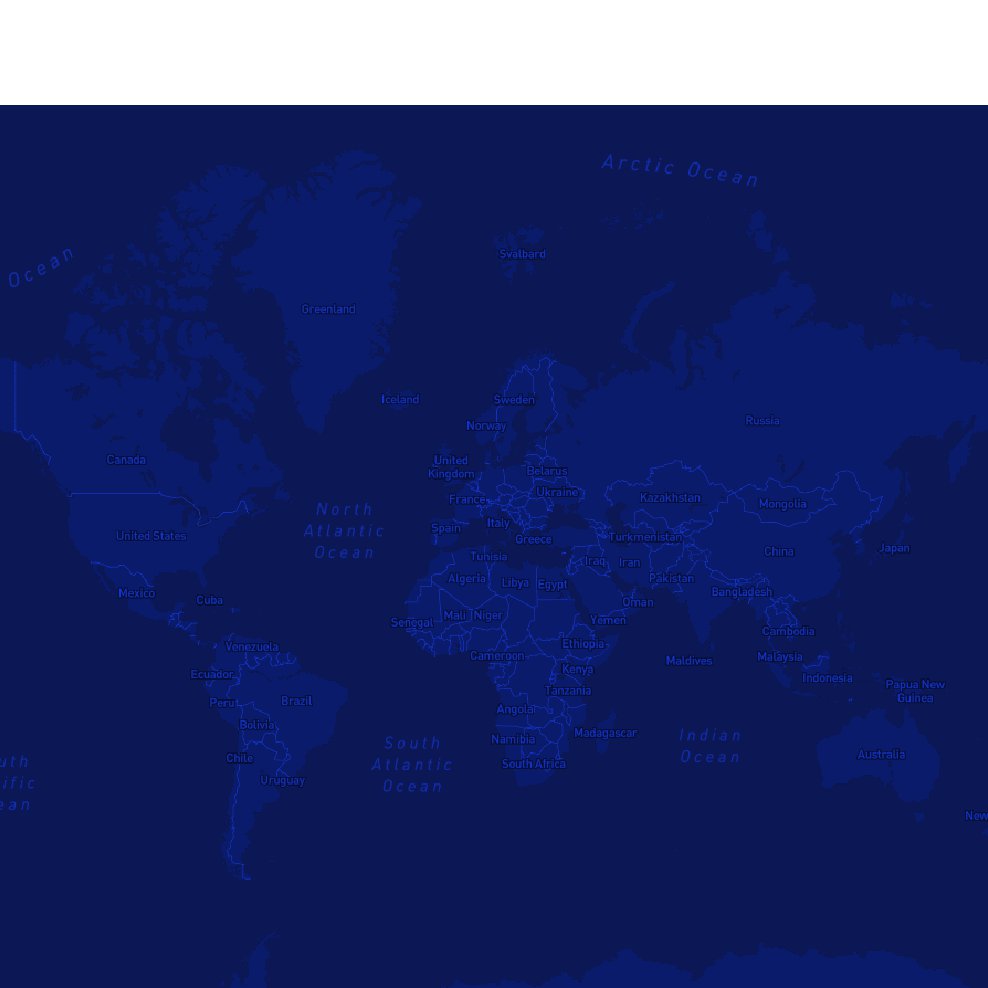 Arctic Ocean
Ocean
Svalbard
Greenland
Iceland
Sweden
Norway
Russia
Canada
United
Kingdom
Belarus
Ukraine
France
Kazakhstan
Mongolia
North
Atlantic
Ocean
United States
Spain
Italy
Greece
Turkmenistan
China
Japan
Tunisia
Iraq
Iran
Algeria
Libya
Egypt
Pakistan
Bangladesh
Mexico
Cuba
Oman
Mali
Niger
Senegal
Yemen
Cambodia
Venezuela
Ethiopia
Cameroon
Maldives
Malaysia
Ecuador
Kenya
Indonesia
Papua New
Guinea
Tanzania
Peru
Brazil
Angola
Bolivia
Namibia
Madagascar
South
Atlantic
Ocean
Indian
Ocean
Chile
South Africa
Australia
uth
ific
ean
Uruguay
New